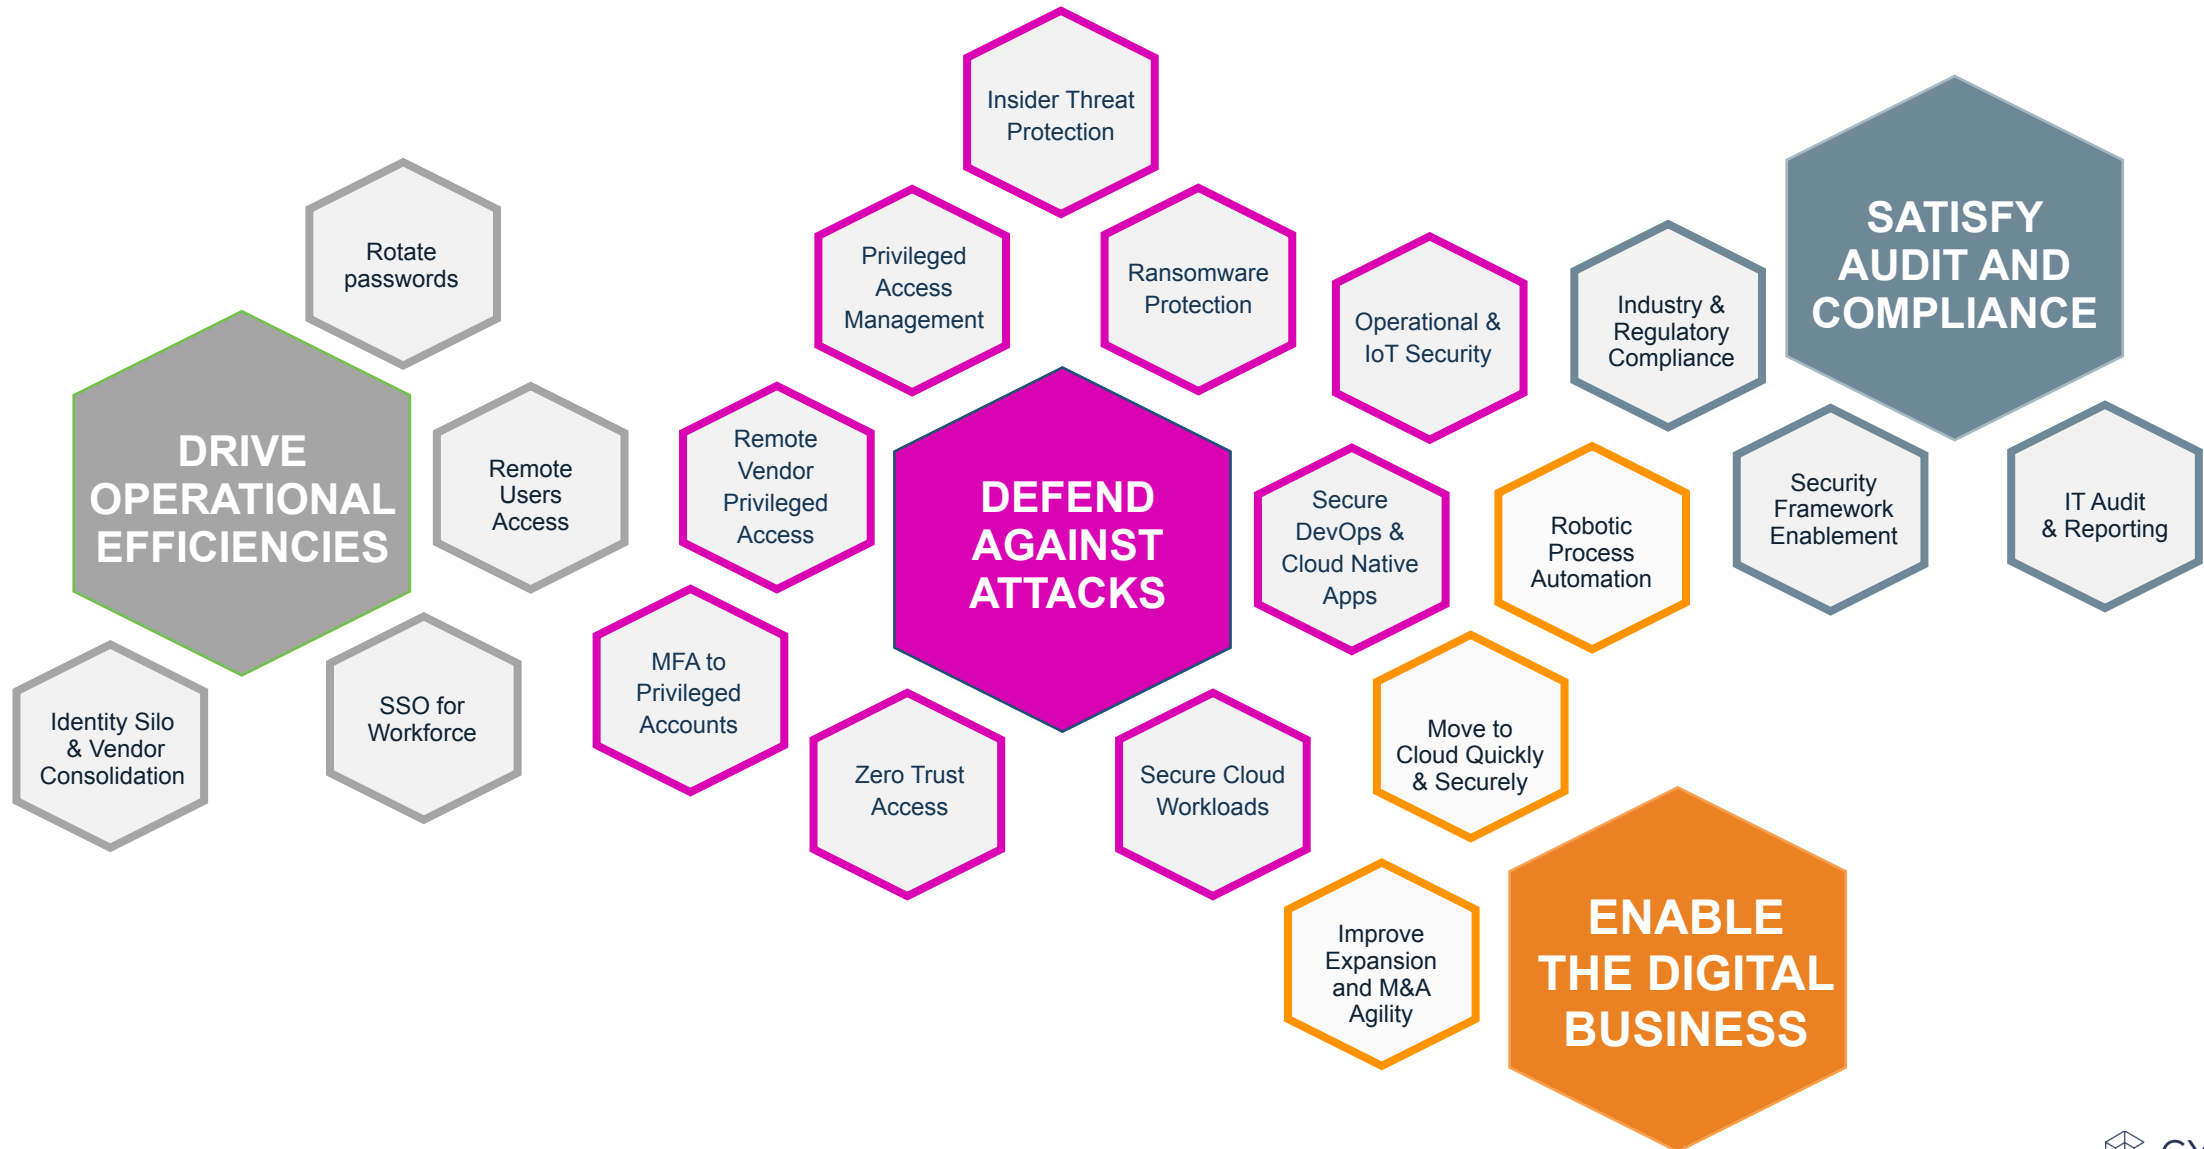 Insider Threat
Protection
Rotate
passwords
Privileged
Access
Management
Ransomware
Protection
Operational &
IoT Security
Industry &
Regulatory
Compliance
SATISFY
AUDIT AND
COMPLIANCE
DRIVE
OPERATIONAL
EFFICIENCIES
Remote
Users
Access
Remote
Vendor
Privileged
Access
DEFEND
AGAINST
ATTACKS
Secure
DevOps &
Cloud Native
Apps
Robotic
Process
Automation
Security
Framework
Enablement
IT Audit
& Reporting
Identity Silo
& Vendor
Consolidation
SSO for
Workforce
MFA to
Privileged
Accounts
Zero Trust
Access
Secure Cloud
Workloads
Move to
Cloud Quickly
& Securely
Improve
Expansion
and M&A
Agility
ENABLE
THE DIGITAL
BUSINESS